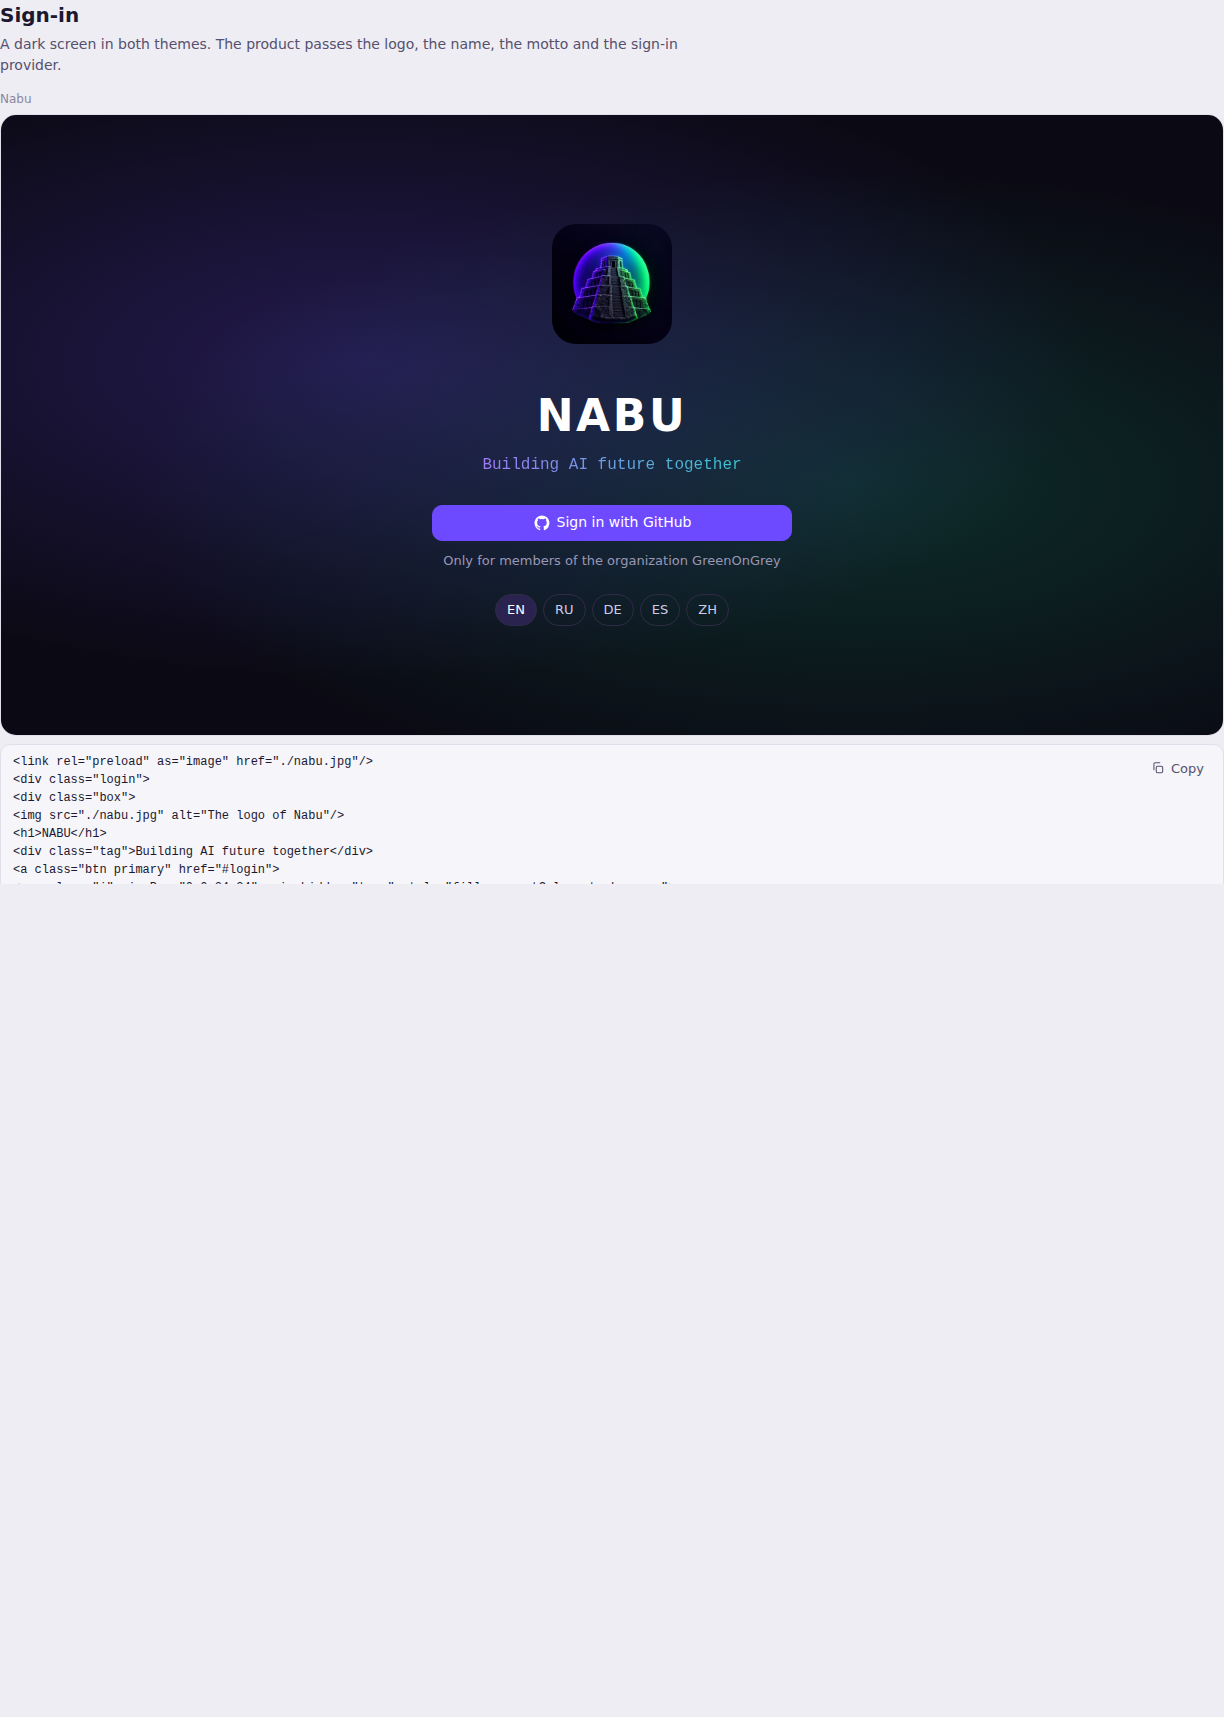 Sign-in
A dark screen in both themes. The product passes the logo, the name, the motto and the sign-in
provider.
Nabu
NABU
Building AI future together
Sign in with GitHub
Only for members of the organization GreenOnGrey
EN RU DE ES ZH
<link rel="preload" as="image" href="./nabu.jpg"/>
Copy
<div class="login">
<div class="box">
<img src="./nabu.jpg" alt="The logo of Nabu"/>
<h1>NABU</h1>
<div class="tag">Building AI future together</div>
<a class="btn primary" href="#login">